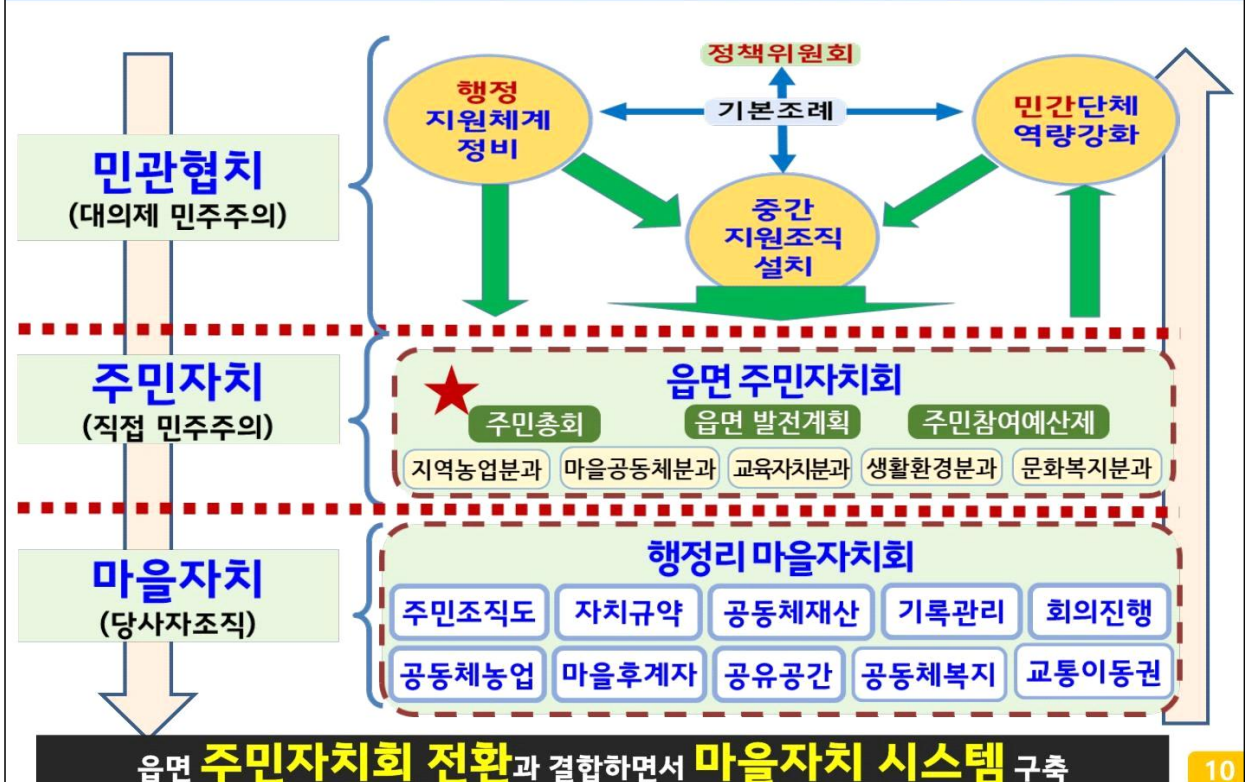 정책위원회
행정
지원체계
정비
기본조례
민간단체
역량강화
민관협치
(대의제 민주주의)
중간
지원조직
설치
주민자치
(직접 민주주의)
읍면 주민자치회
주민총회 읍면 발전계획 주민참여예산제
지역농업분과 마을공동체분과 교육자치분과 생활환경분과 문화복지분과
마을자치
(당사자조직)
행정리 마을자치회
주민조직도 자치규약 공동체재산 기록관리 회의진행
공동체농업 마을후계자 공유공간 공동체복지 교통이동권
읍면 주민자치회 전환과 결합하면서 마을자치 시스템 구축
10